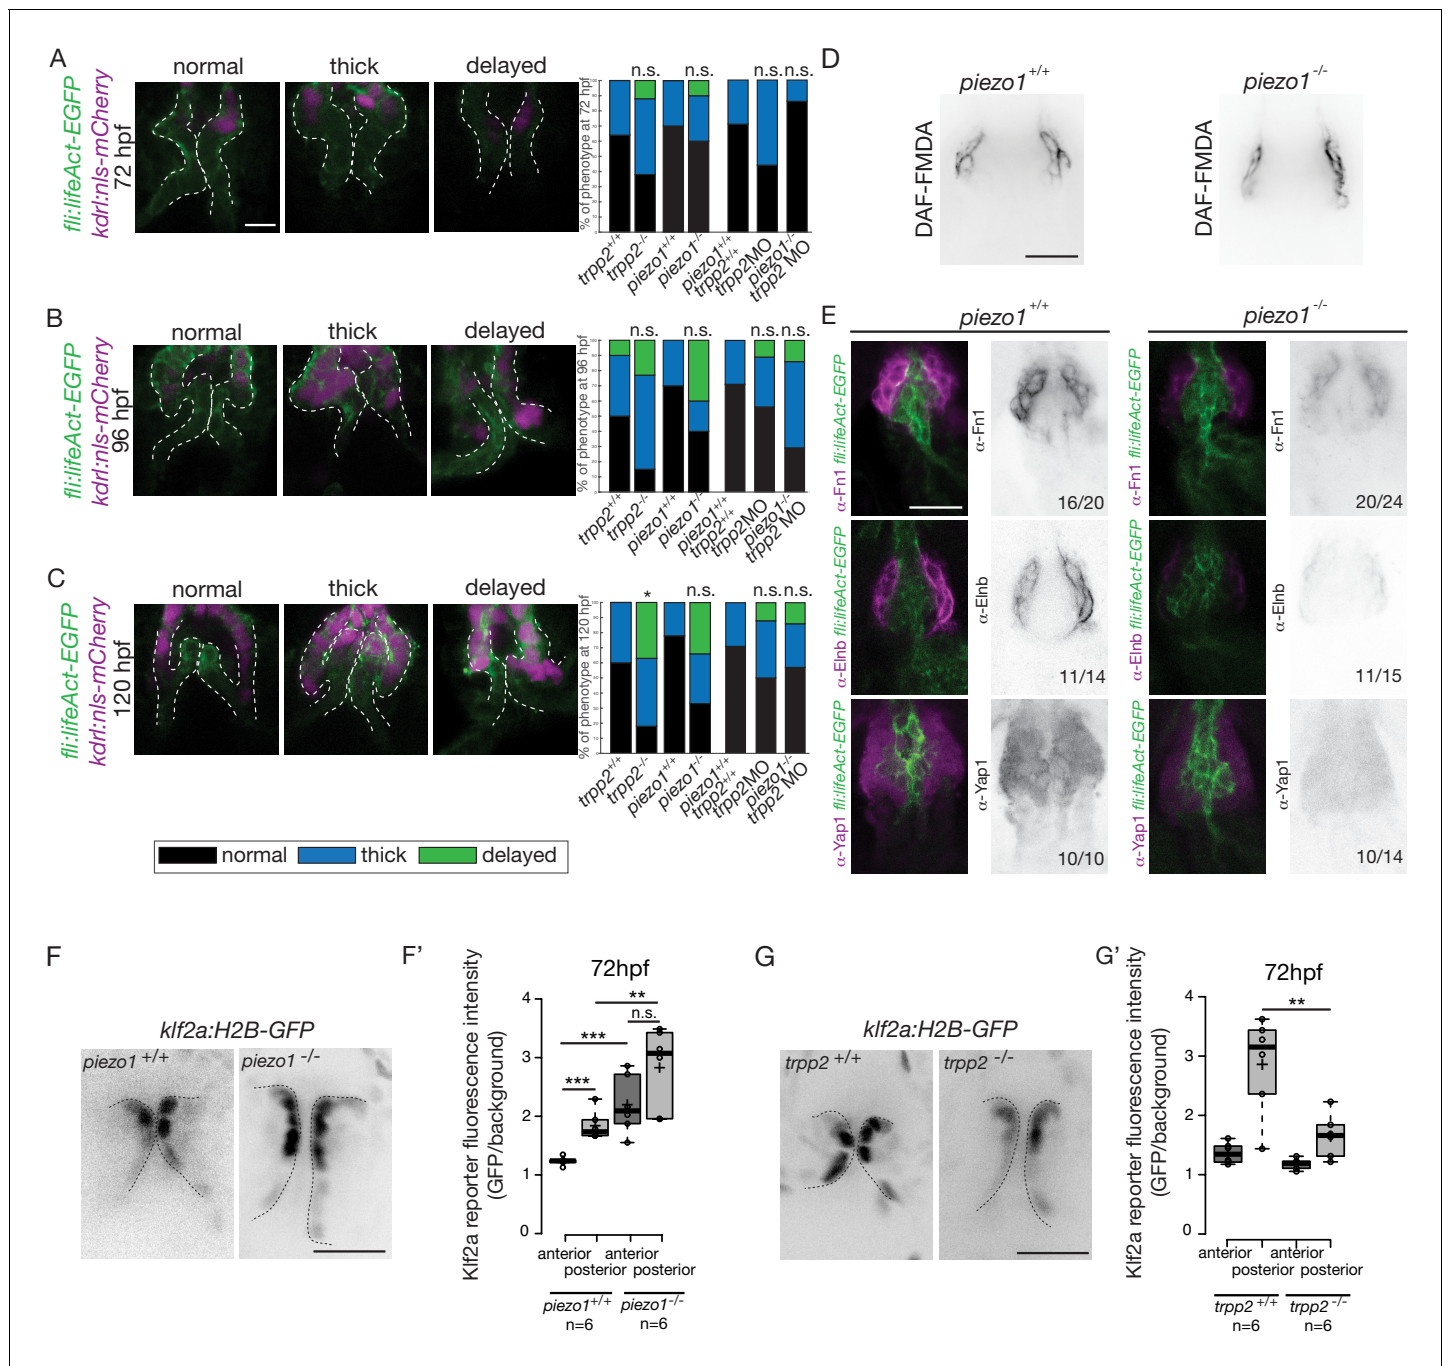 A
fli:lifeAct-EGFP
kdrl:nls-mCherry
72 hpf
normal
thick
delayed
% of phenotype at 72 hpf
n.s.
n.s.
n.s.
n.s.
trpp2+/+
trpp2-/-
piezo1+/+
piezo1-/-
piezo1+/+
trpp2+/+
trpp2MO
piezo1-/-
trpp2 MO
B
fli:lifeAct-EGFP
kdrl:nls-mCherry
96 hpf
normal
thick
delayed
% of phenotype at 96 hpf
n.s.
n.s.
n.s.
n.s.
trpp2+/+
trpp2-/-
piezo1+/+
piezo1-/-
piezo1+/+
trpp2+/+
trpp2MO
piezo1-/-
trpp2 MO
C
fli:lifeAct-EGFP
kdrl:nls-mCherry
120 hpf
normal
thick
delayed
% of phenotype at 120 hpf
*
n.s.
n.s.
n.s.
trpp2+/+
trpp2-/-
piezo1+/+
piezo1-/-
piezo1+/+
trpp2+/+
trpp2MO
piezo1-/-
trpp2 MO
normal
thick
delayed
D
piezo1+/+
piezo1-/-
DAF-FMDA
DAF-FMDA
E
piezo1+/+
piezo1-/-
α-Fn1 fli:lifeAct-EGFP
α-Fn1
16/20
α-Fn1 fli:lifeAct-EGFP
α-Fn1
20/24
α-Elnb fli:lifeAct-EGFP
α-Elnb
11/14
α-Elnb fli:lifeAct-EGFP
α-Elnb
11/15
α-Yap1 fli:lifeAct-EGFP
α-Yap1
10/10
α-Yap1 fli:lifeAct-EGFP
α-Yap1
10/14
F
klf2a:H2B-GFP
piezo1+/+
piezo1-/-
F'
72hpf
Klf2a reporter fluorescence intensity
(GFP/background)
4
3
2
1
0
**
n.s.
***
***
anterior
posterior
anterior
posterior
piezo1+/+
piezo1-/-
n=6
n=6
G
klf2a:H2B-GFP
trpp2+/+
trpp2-/-
G'
72hpf
Klf2a reporter fluorescence intensity
(GFP/background)
4
3
2
1
0
**
anterior
posterior
anterior
posterior
trpp2+/+
trpp2-/-
n=6
n=6